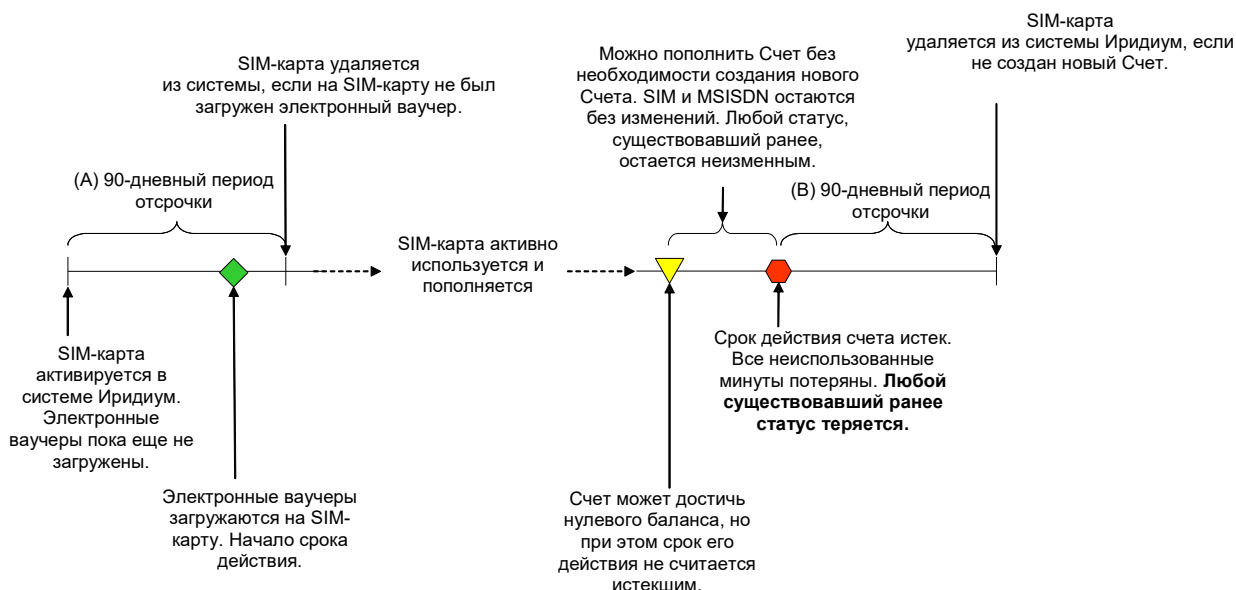 SIM-карта
удаляется из системы Иридиум, если
не создан новый Счет.
SIM-карта удаляется
из системы, если на SIM-карту не был
загружен электронный ваучер.
Можно пополнить Счет без
необходимости создания нового
Счета. SIM и MSISDN остаются
без изменений. Любой статус,
существовавший ранее,
остается неизменным.
(A) 90-дневный период
отсрочки
(B) 90-дневный период
отсрочки
SIM-карта активно
используется и
пополняется
SIM-карта
активируется в
системе Иридиум.
Электронные
ваучеры пока еще не
загружены.
Срок действия счета истек.
Все неиспользованные
минуты потеряны. Любой
существовавший ранее
статус теряется.
Электронные ваучеры
загружаются на SIM-
карту. Начало срока
действия.
Счет может достичь
нулевого баланса, но
при этом срок его
действия не считается
истекшим.